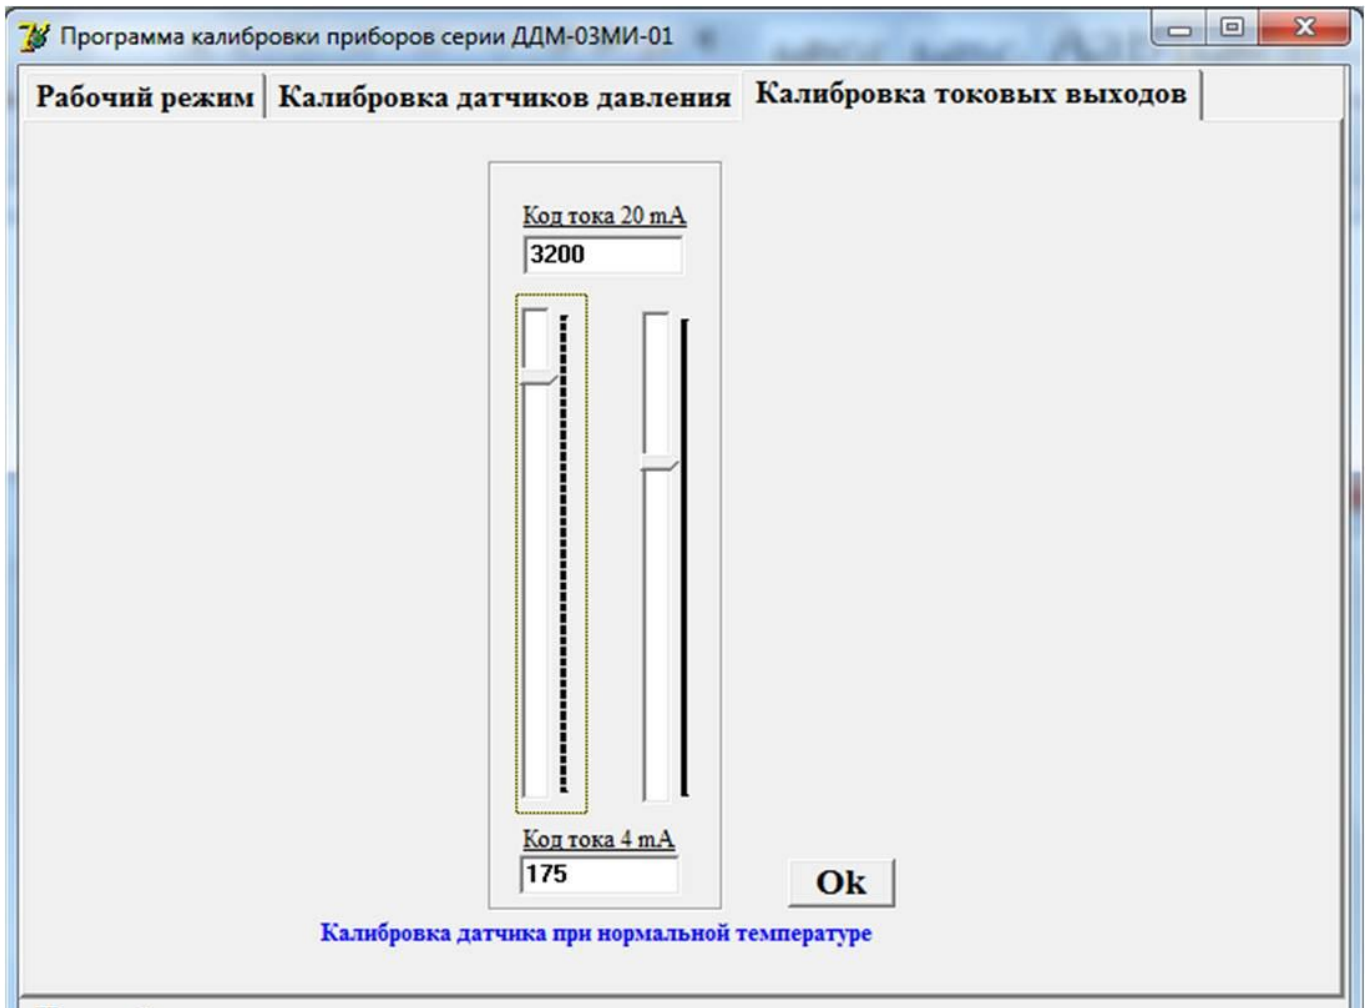 Программа калибровки приборов серии ДДМ-03МИ-01
Рабочий режим Калибровка датчиков давления Калибровка токовых выходов
Код тока 20 mA
3200
Код тока 4 mA
175
Ok
Калибровка датчика при нормальной температуре